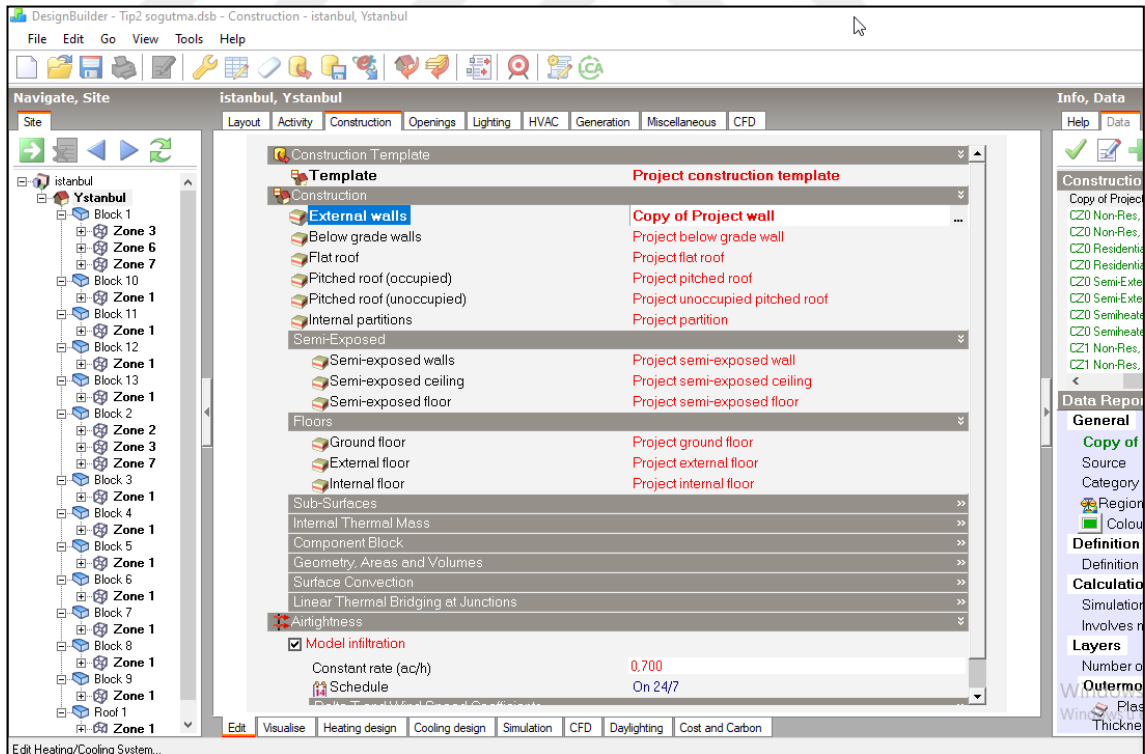 DesignBuilder - Tip2 sogutma.dsb - Construction - istanbul, Ystanbul
File Edit Go View Tools Help
Navigate, Site
Site
istanbul
Ystanbul
Block 1
Zone 3
Zone 6
Zone 7
Block 10
Zone 1
Block 11
Zone 1
Block 12
Zone 1
Block 13
Zone 1
Block 2
Zone 2
Zone 3
Zone 7
Block 3
Zone 1
Block 4
Zone 1
Block 5
Zone 1
Block 6
Zone 1
Block 7
Zone 1
Block 8
Zone 1
Block 9
Zone 1
Roof 1
Zone 1
istanbul, Ystanbul
Layout Activity Construction Openings Lighting HVAC Generation Miscellaneous CFD
Construction Template
Template Project construction template
Construction
External walls Copy of Project wall ...
Below grade walls Project below grade wall
Flat roof Project flat roof
Pitched roof (occupied) Project pitched roof
Pitched roof (unoccupied) Project unoccupied pitched roof
Internal partitions Project partition
Semi-Exposed
Semi-exposed walls Project semi-exposed wall
Semi-exposed ceiling Project semi-exposed ceiling
Semi-exposed floor Project semi-exposed floor
Floors
Ground floor Project ground floor
External floor Project external floor
Internal floor Project internal floor
Sub-Surfaces
Internal Thermal Mass
Component Block
Geometry, Areas and Volumes
Surface Convection
Linear Thermal Bridging at Junctions
Airtightness
Model infiltration
Constant rate (ac/h) 0,700
Schedule On 24/7
Delta T and Wind Speed Coefficients
Edit Visualise Heating design Cooling design Simulation CFD Daylighting Cost and Carbon
Info, Data
Help Data
LCA
Constructio
Copy of Project
CZ0 Non-Res,
CZ0 Non-Res,
CZ0 Residentia
CZ0 Residentia
CZ0 Semi-Exte
CZ0 Semi-Exte
CZ0 Semiheate
CZ0 Semiheate
CZ1 Non-Res,
CZ1 Non-Res,
Data Repor
General
Copy of
Source
Category
Region
Colou
Definition
Definition
Calculatio
Simulation
Involves n
Layers
Number o
Outermo
Plas
Thickne
Edit Heating/Cooling System...